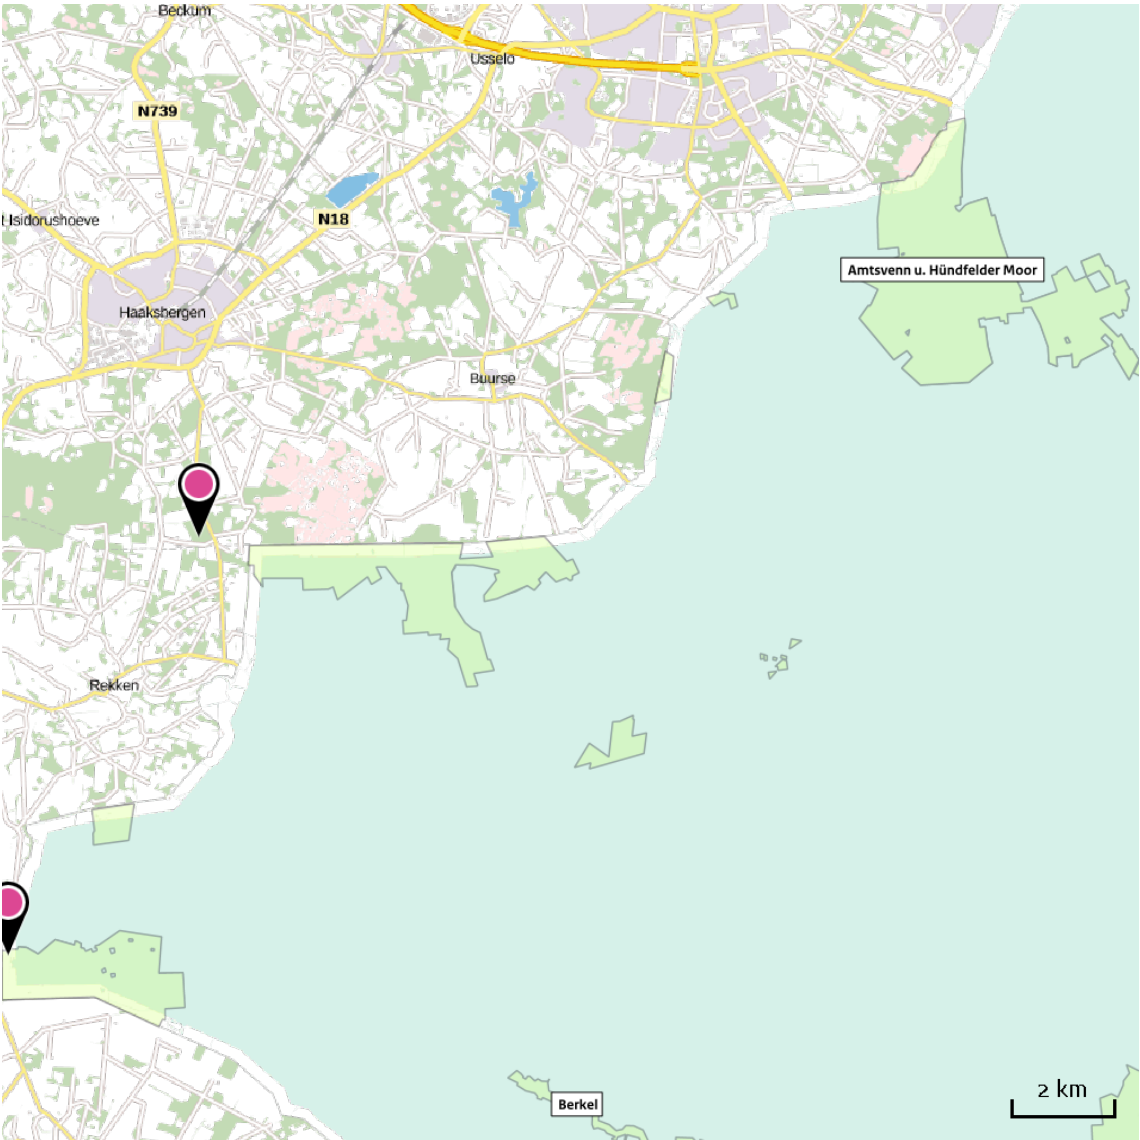 Beckum
Usselo
N739
N18
Isidorushoeve
Amtsvenn u. Hündfelder Moor
Haaksbergen
Buurse
Rekken
2 km
Berkel